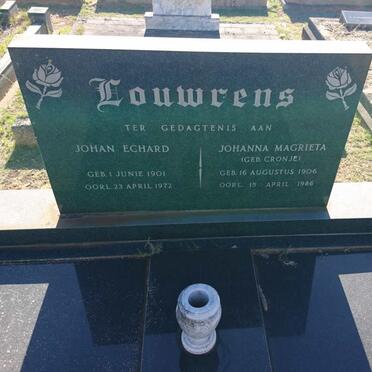 Louwrens
TER GEDAGTENIS AAN
JOHAN ECHARD
GEB. 1 JUNIE 1901
OORL. 23 APRIL 1972
JOHANNA MAGRIETA
(GEB. CRONJE)
GEB. 16 AUGUSTUS 1906
OORL. 15 APRIL 1986